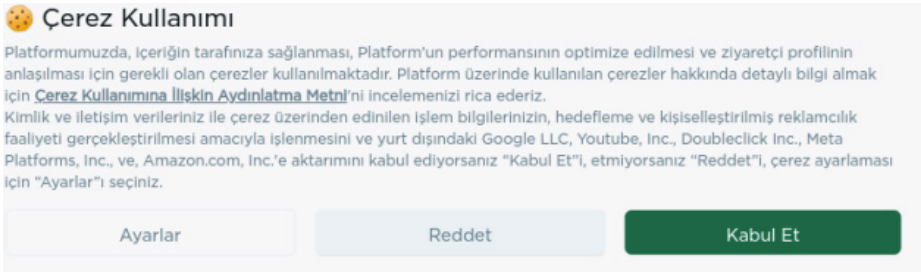 Çerez Kullanımı
Platformumuzda, içeriğin tarafınıza sağlanması, Platform'un performansının optimize edilmesi ve ziyaretçi profilinin
anlaşılması için gerekli olan çerezler kullanılmaktadır. Platform üzerinde kullanılan çerezler hakkında detaylı bilgi almak
için Çerez Kullanımına İlişkin Aydınlatma Metni'ni incelemenizi rica ederiz.
Kimlik ve iletişim verileriniz ile çerez üzerinden edinilen işlem bilgilerinizin, hedefleme ve kişiselleştirilmiş reklamcılık
faaliyeti gerçekleştirilmesi amacıyla işlenmesini ve yurt dışındaki Google LLC, Youtube, Inc., Doubleclick Inc., Meta
Platforms, Inc., ve, Amazon.com, Inc.'e aktarımını kabul ediyorsanız "Kabul Et"i, etmiyorsanız "Reddet"i, çerez ayarlaması
için "Ayarlar"ı seçiniz.
Ayarlar Reddet Kabul Et